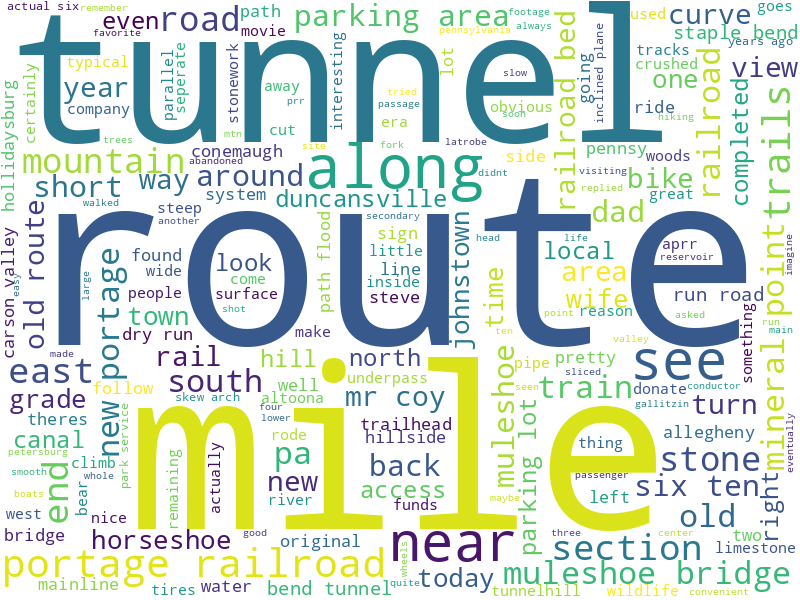 actual six
remember
favorite
even
road
path
movie
parking area
footage
always
pennsylvania
used
curve
goes
staple bend
tunnel
typical
certainly
year
company
parallel
seperate
stonework
away
prr
cut
interesting
lot
slow
obvious
inclined plane
going
railroad bed
tracks
crushed
one
ride
railroad
view
years ago
completed
trails
hollidaysburg
mountain
trees
mtn
abandoned
conemaugh
site
era
fork
passage
tried
latrobe
soon
didnt
side
pennsy
woods
bike
great
hiking
visiting
replied
short
way
around
along
system
duncansville
walked
steep
another
secondary
head
life
dad
sign
old route
carson valley
easy
found
wide
people
large
look
come
surface
shot
path flood
little
line
inside
steve
johnstown
route
local
area
wife
aprr
reservoir
run road
mineral point
imagine
main
new portage
town
dry run
made
make
time
ten
point
reason
asked
run
valley
something
rail
hill
north
pipe
pretty
see
east
follow
south
well
underpass
muleshoe
sliced
conductor
gallitzin
train
donate
turn
grade
skew arch
altoona
four
lower
mr coy
seen
theres
canal
park service
rode
pa
trailhead
hillside
thing
allegheny
petersburg
climb
smooth
whole
remaining
actually
new
back
parking lot
passenger
left
stone
boats
bear
river
access
funds
maybe
six ten
right
eventually
end
mile
west
nice
bridge
horseshoe
original
good
near
old
two
three
center
section
limestone
portage railroad
wheels
quite
today
muleshoe bridge
mainline
tires
water
bend tunnel
tunnelhill
wildlife
convenient